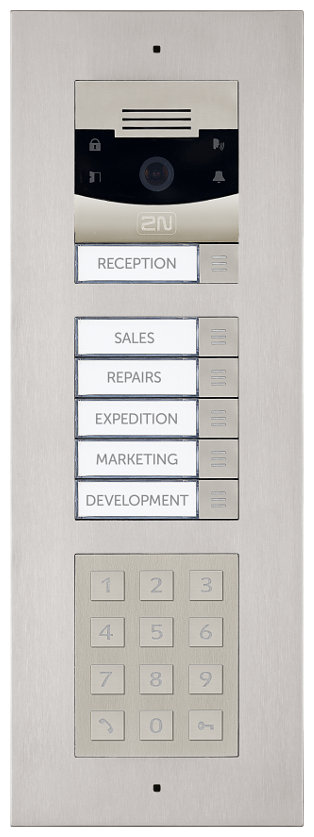 2N
RECEPTION
SALES
REPAIRS
EXPEDITION
MARKETING
DEVELOPMENT
1 2 3
4 5 6
7 8 9
0